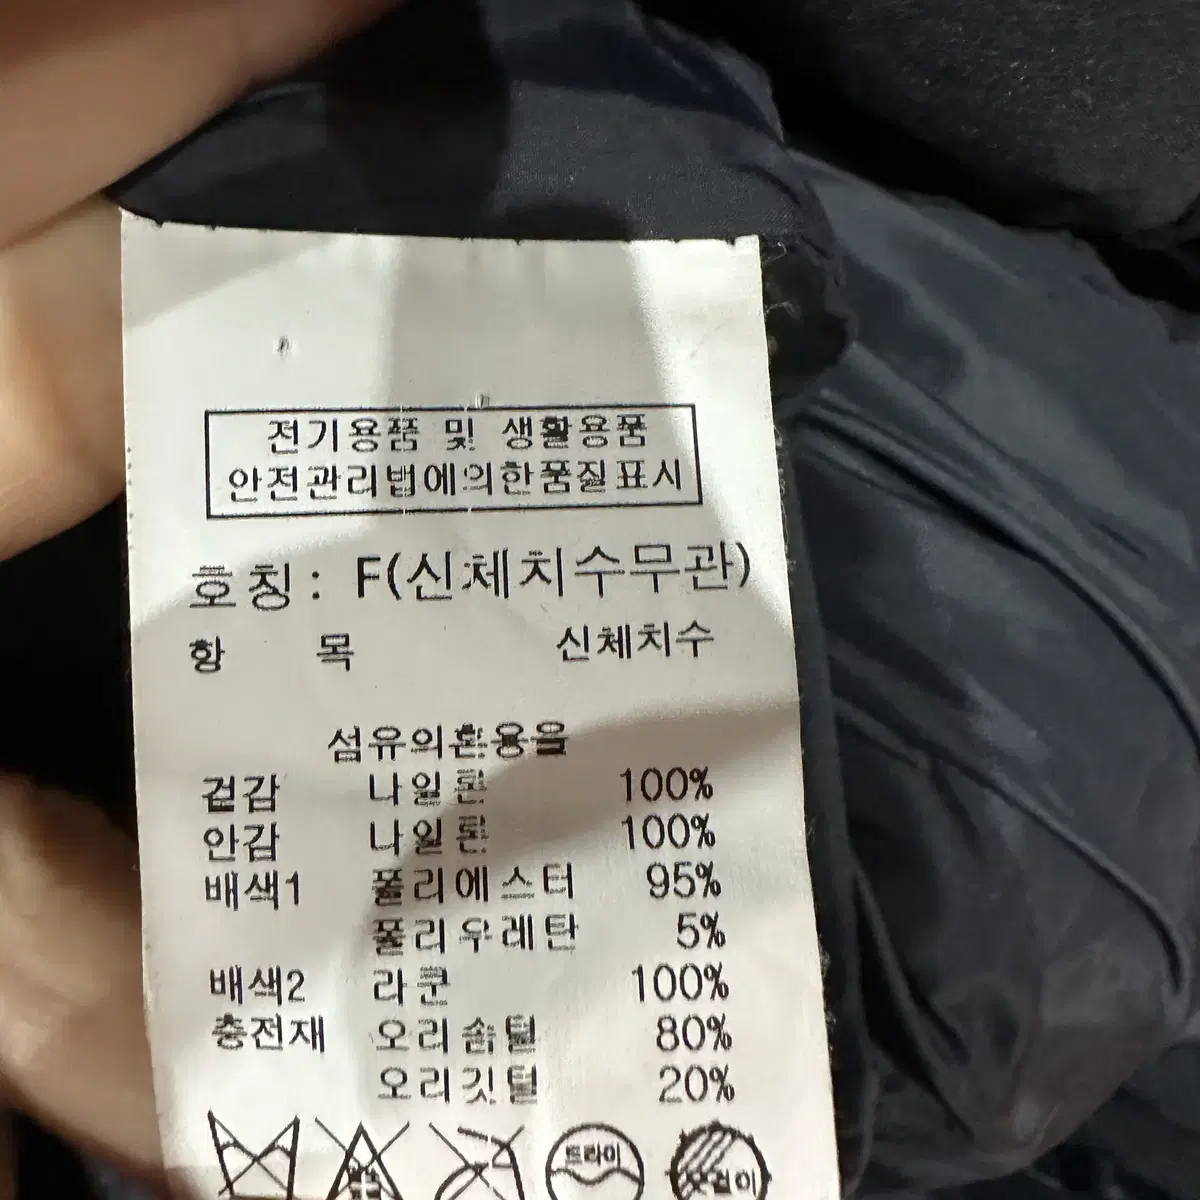 전기용품 및 생활용품
안전관리법에의한품질표시
호칭: F(신체치수무관)
항 목 신체치수
섬유의혼용율
겉감 나일론 100%
안감 나일론 100%
배색1 폴리에스터 95%
폴리우레탄 5%
배색2 라쿤 100%
충전재 오리솜털 80%
오리깃털 20%
드라이